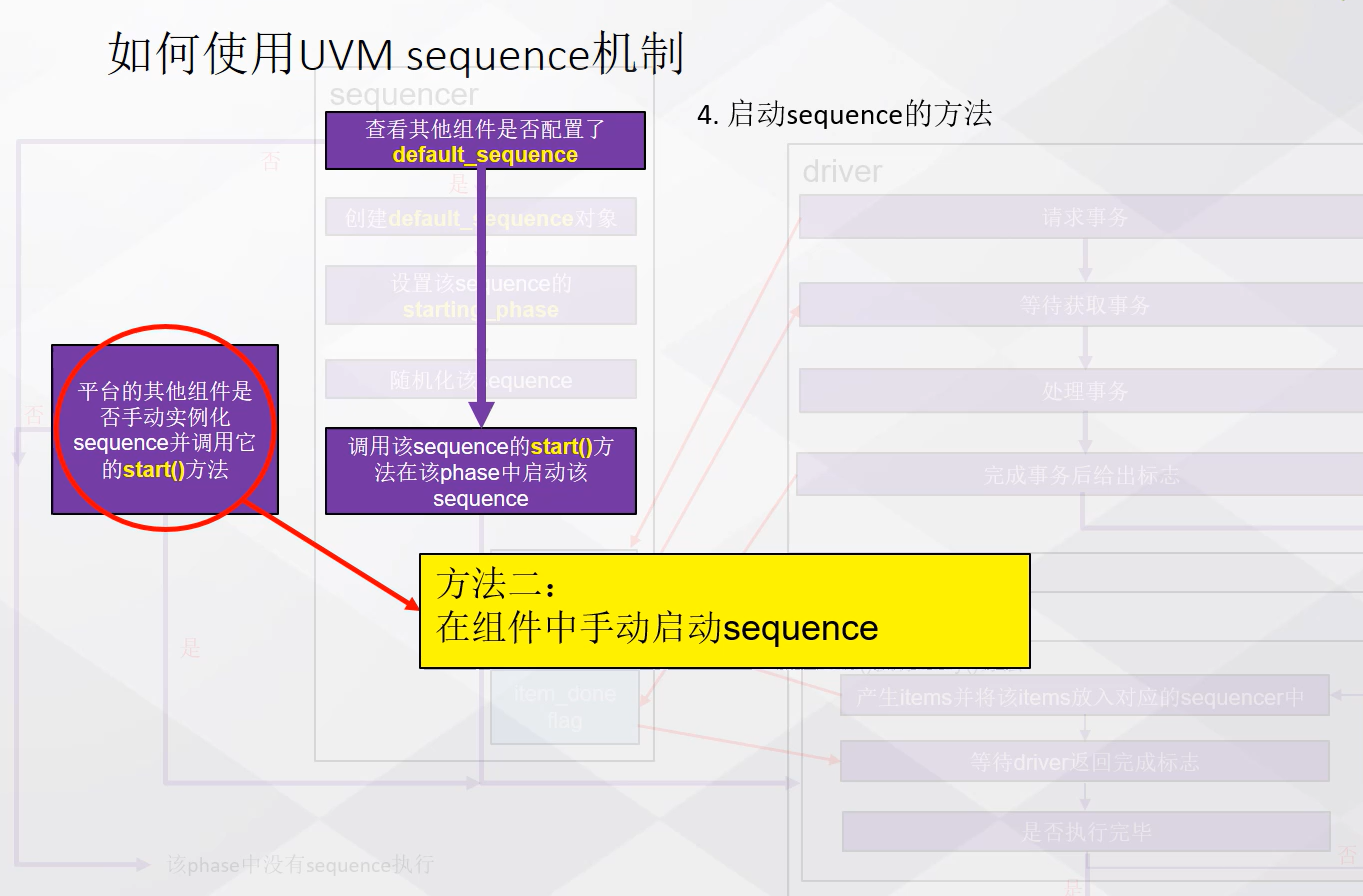 如何使用UVM sequence机制
4. 启动sequence的方法
sequencer
查看其他组件是否配置了
default_sequence
否
是
创建default_sequence对象
设置该sequence的
starting_phase
随机化该sequence
调用该sequence的start()方
法在该phase中启动该
sequence
平台的其他组件是
否手动实例化
sequence并调用它
的start()方法
否
是
方法二：
在组件中手动启动sequence
item_done
flag
该phase中没有sequence执行
driver
请求事务
等待获取事务
处理事务
完成事务后给出标志
产生items并将该items放入对应的sequencer中
等待driver返回完成标志
是否执行完毕
否
是